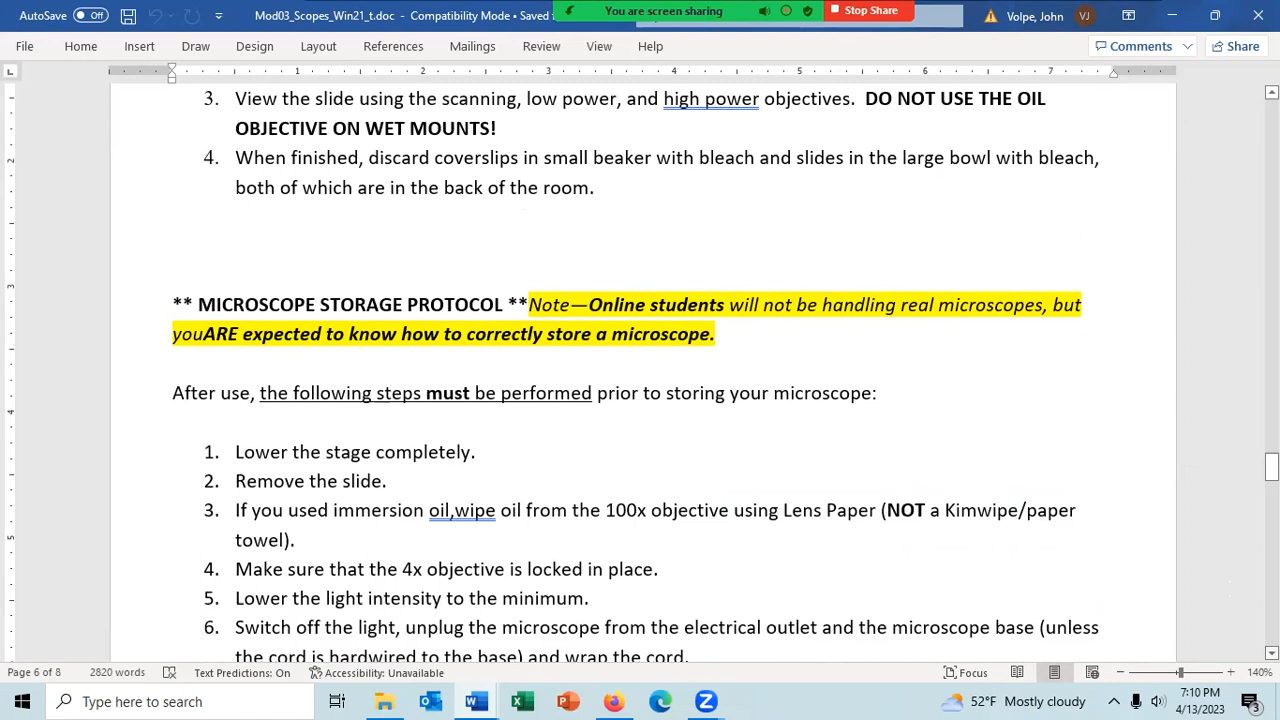 You are screen sharing
Stop Share
AutoSave Off
Mod03_Scopes_Win21_1.doc - Compatibility Mode • Saved
Volpe, John
VJ
File Home Insert Draw Design Layout References Mailings Review View Help
Comments Share
1 2 3 4 5 6 7
3. View the slide using the scanning, low power, and high power objectives. DO NOT USE THE OIL
OBJECTIVE ON WET MOUNTS!
4. When finished, discard coverslips in small beaker with bleach and slides in the large bowl with bleach,
both of which are in the back of the room.
** MICROSCOPE STORAGE PROTOCOL **Note—Online students will not be handling real microscopes, but
youARE expected to know how to correctly store a microscope.
After use, the following steps must be performed prior to storing your microscope:
1. Lower the stage completely.
2. Remove the slide.
3. If you used immersion oil,wipe oil from the 100x objective using Lens Paper (NOT a Kimwipe/paper
towel).
4. Make sure that the 4x objective is locked in place.
5. Lower the light intensity to the minimum.
6. Switch off the light, unplug the microscope from the electrical outlet and the microscope base (unless
the cord is hardwired to the base) and wrap the cord.
Page 6 of 8 2820 words Text Predictions: On Accessibility: Unavailable Focus 140%
Type here to search
52°F Mostly cloudy
7:10 PM
4/13/2023
3